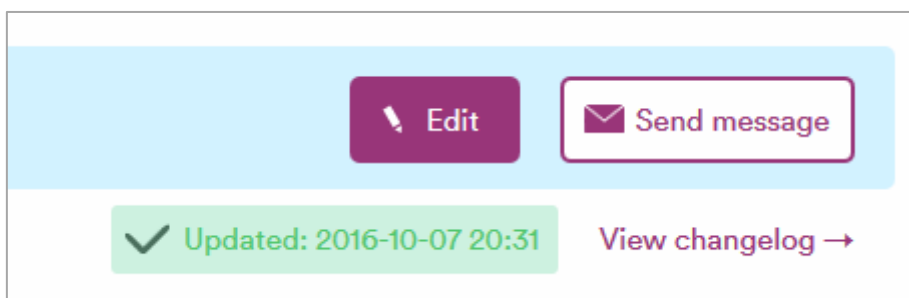 Edit Send message
Updated: 2016-10-07 20:31 View changelog →